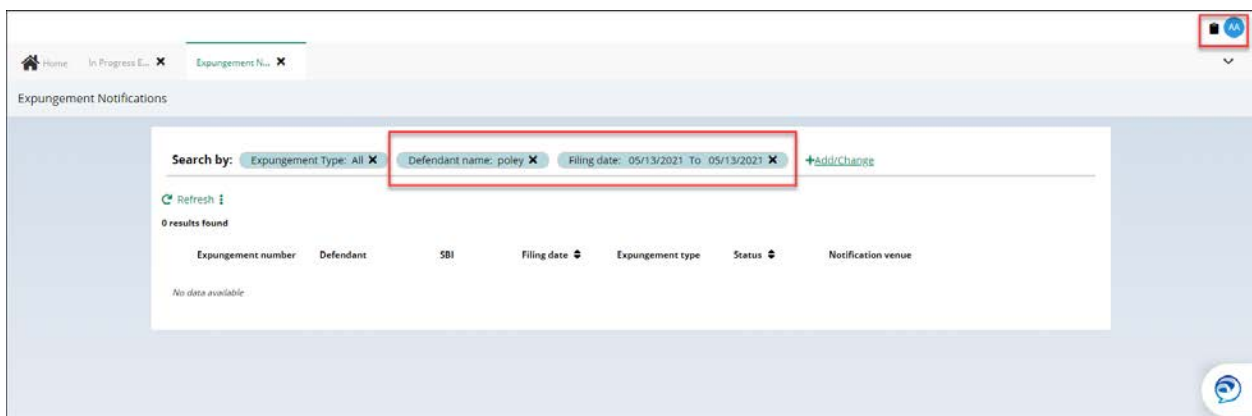 AA
Home In Progress E... Expungement N...
Expungement Notifications
Search by: Expungement Type: All Defendant name: poley Filing date: 05/13/2021 To 05/13/2021 +Add/Change
Refresh
0 results found
Expungement number Defendant SBI Filing date Expungement type Status Notification venue
No data available